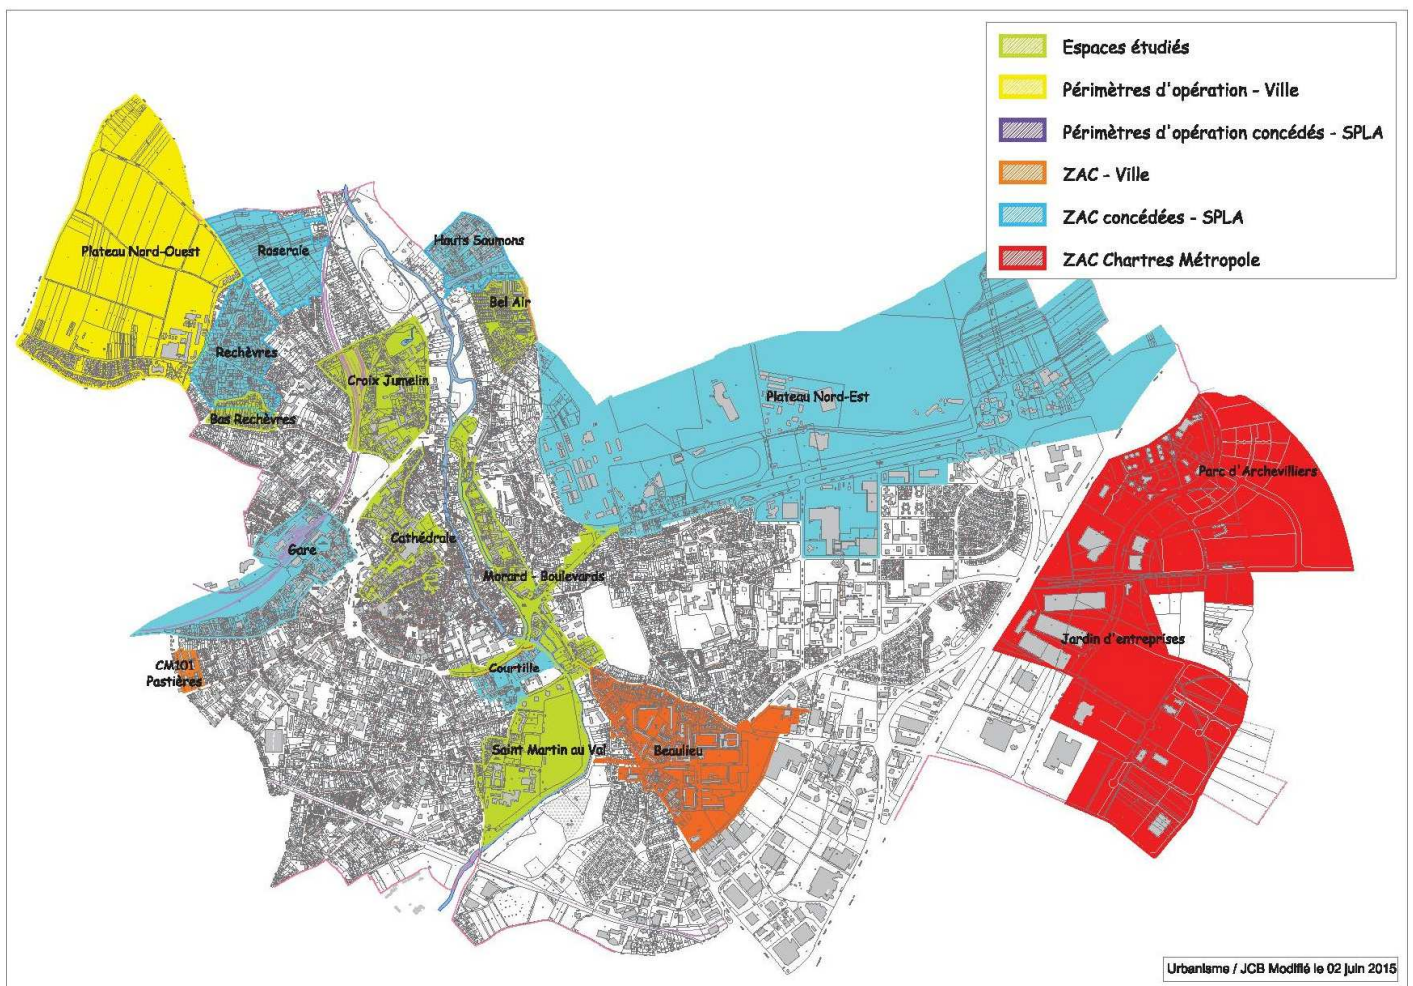 Espaces étudiés
Périmètres d'opération - Ville
Périmètres d'opération concédés - SPLA
ZAC - Ville
ZAC concédées - SPLA
ZAC Chartres Métropole
Plateau Nord-Ouest
Roseraie
Hauts Saumons
Bel Air
Rechèvres
Croix Jumelin
Bas Rechèvres
Plateau Nord-Est
Parc d'Archevilliers
Gare
Cathédrale
Morard - Boulevards
Jardin d'entreprises
CM101
Pastières
Courtille
Saint Martin au Val
Beaulieu
Urbanisme / JCB Modifié le 02 juin 2015